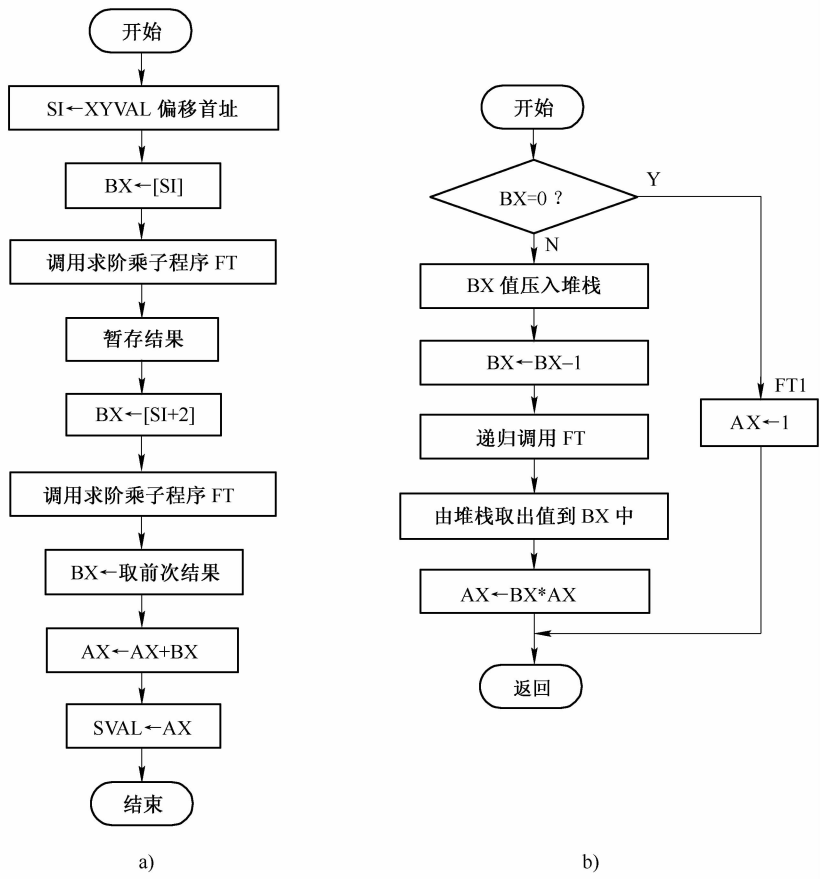 开始
SI←XYVAL 偏移首址
BX←[SI]
调用求阶乘子程序 FT
暂存结果
BX←[SI+2]
调用求阶乘子程序 FT
BX←取前次结果
AX←AX+BX
SVAL←AX
结束
a)
开始
BX=0 ?
Y
N
BX 值压入堆栈
BX←BX−1
递归调用 FT
由堆栈取出值到 BX 中
AX←BX*AX
FT1
AX←1
返回
b)